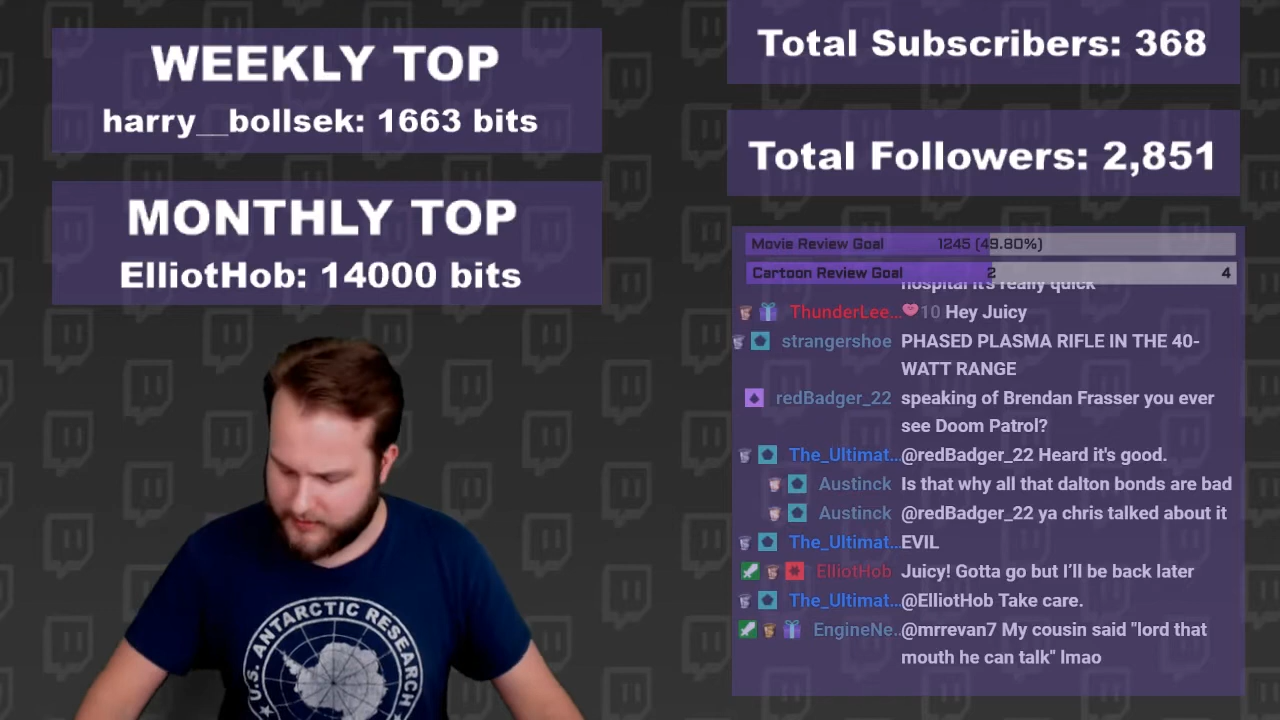 WEEKLY TOP
harry__bollsek: 1663 bits
MONTHLY TOP
ElliotHob: 14000 bits
Total Subscribers: 368
Total Followers: 2,851
Movie Review Goal 1245 (49.80%)
Cartoon Review Goal 2 4
hospital it's really quick
ThunderLee... 10 Hey Juicy
strangershoe PHASED PLASMA RIFLE IN THE 40-
WATT RANGE
redBadger_22 speaking of Brendan Frasser you ever
see Doom Patrol?
The_Ultimat... @redBadger_22 Heard it's good.
Austinck Is that why all that dalton bonds are bad
Austinck @redBadger_22 ya chris talked about it
The_Ultimat... EVIL
ElliotHob Juicy! Gotta go but I'll be back later
The_Ultimat... @ElliotHob Take care.
EngineNe... @mrrevan7 My cousin said "lord that
mouth he can talk" lmao
U.S. ANTARCTIC RESEARCH